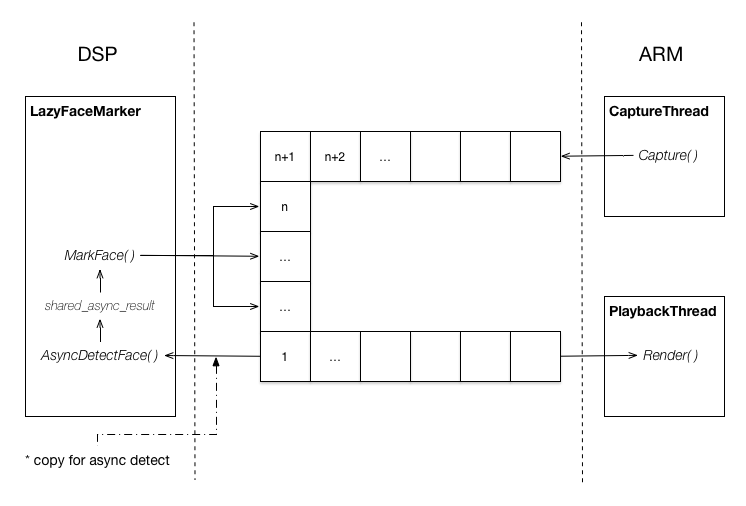 DSP
ARM
LazyFaceMarker
CaptureThread
n+1
n+2
...
Capture( )
n
MarkFace( )
...
shared_async_result
...
PlaybackThread
AsyncDetectFace( )
1
...
Render( )
* copy for async detect